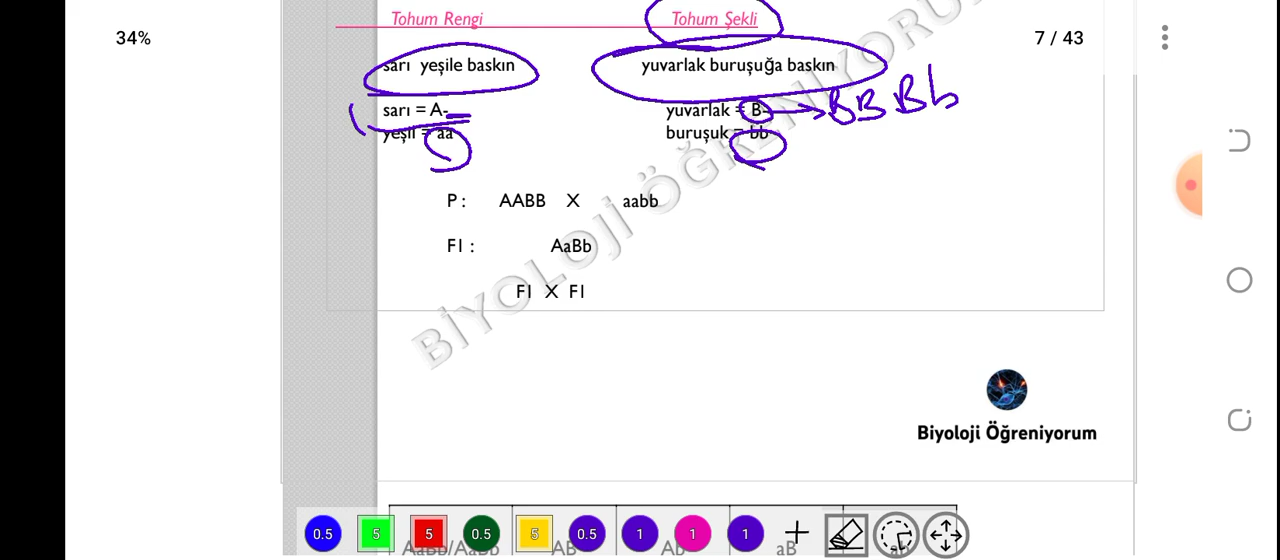 Tohum Rengi Tohum Şekli
34% 7 / 43
sarı yeşile baskın yuvarlak buruşuğa baskın
sarı = A- yuvarlak = B- BB Bb
yeşil = aa buruşuk = bb
P : AABB X aabb
F1 : AaBb
F1 X F1
BİYOLOJİ ÖĞRENİYORUM
Biyoloji Öğreniyorum
0.5 5 5 0.5 5 0.5 1 1 1
AaBb/AaBb AB Ab aB ab